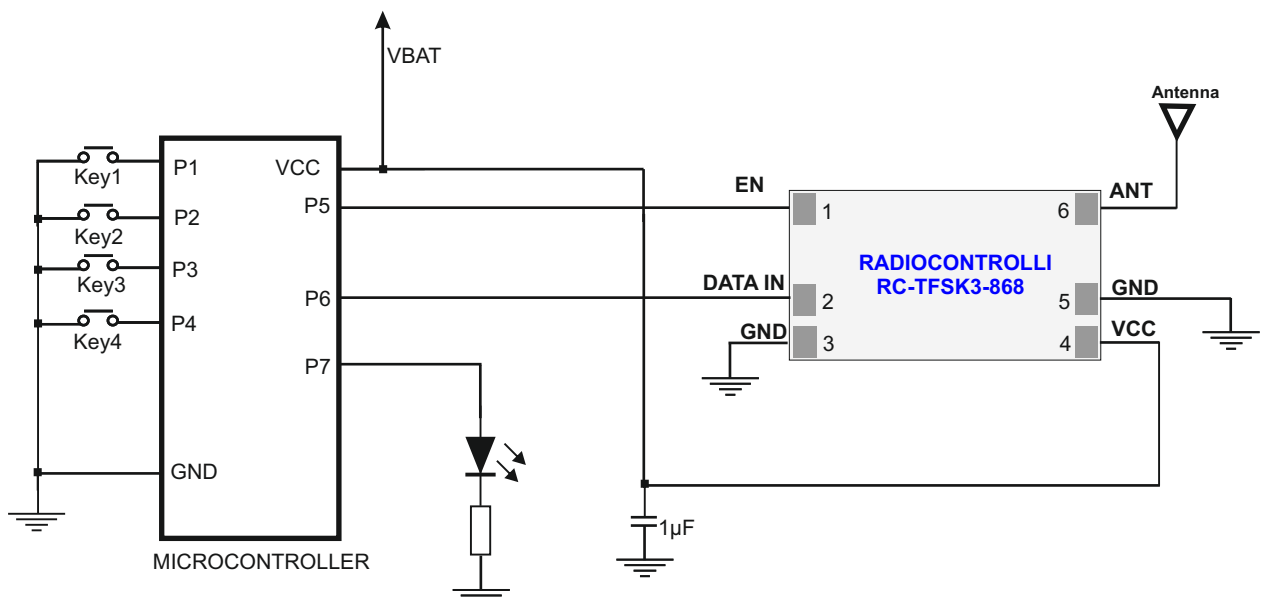 VBAT
Antenna
P1
VCC
Key1
P5
EN
ANT
P2
1
6
Key2
RADIOCONTROLLI
RC-TFSK3-868
P3
Key3
DATA IN
GND
P6
2
5
P4
Key4
GND
VCC
3
4
P7
GND
1µF
MICROCONTROLLER